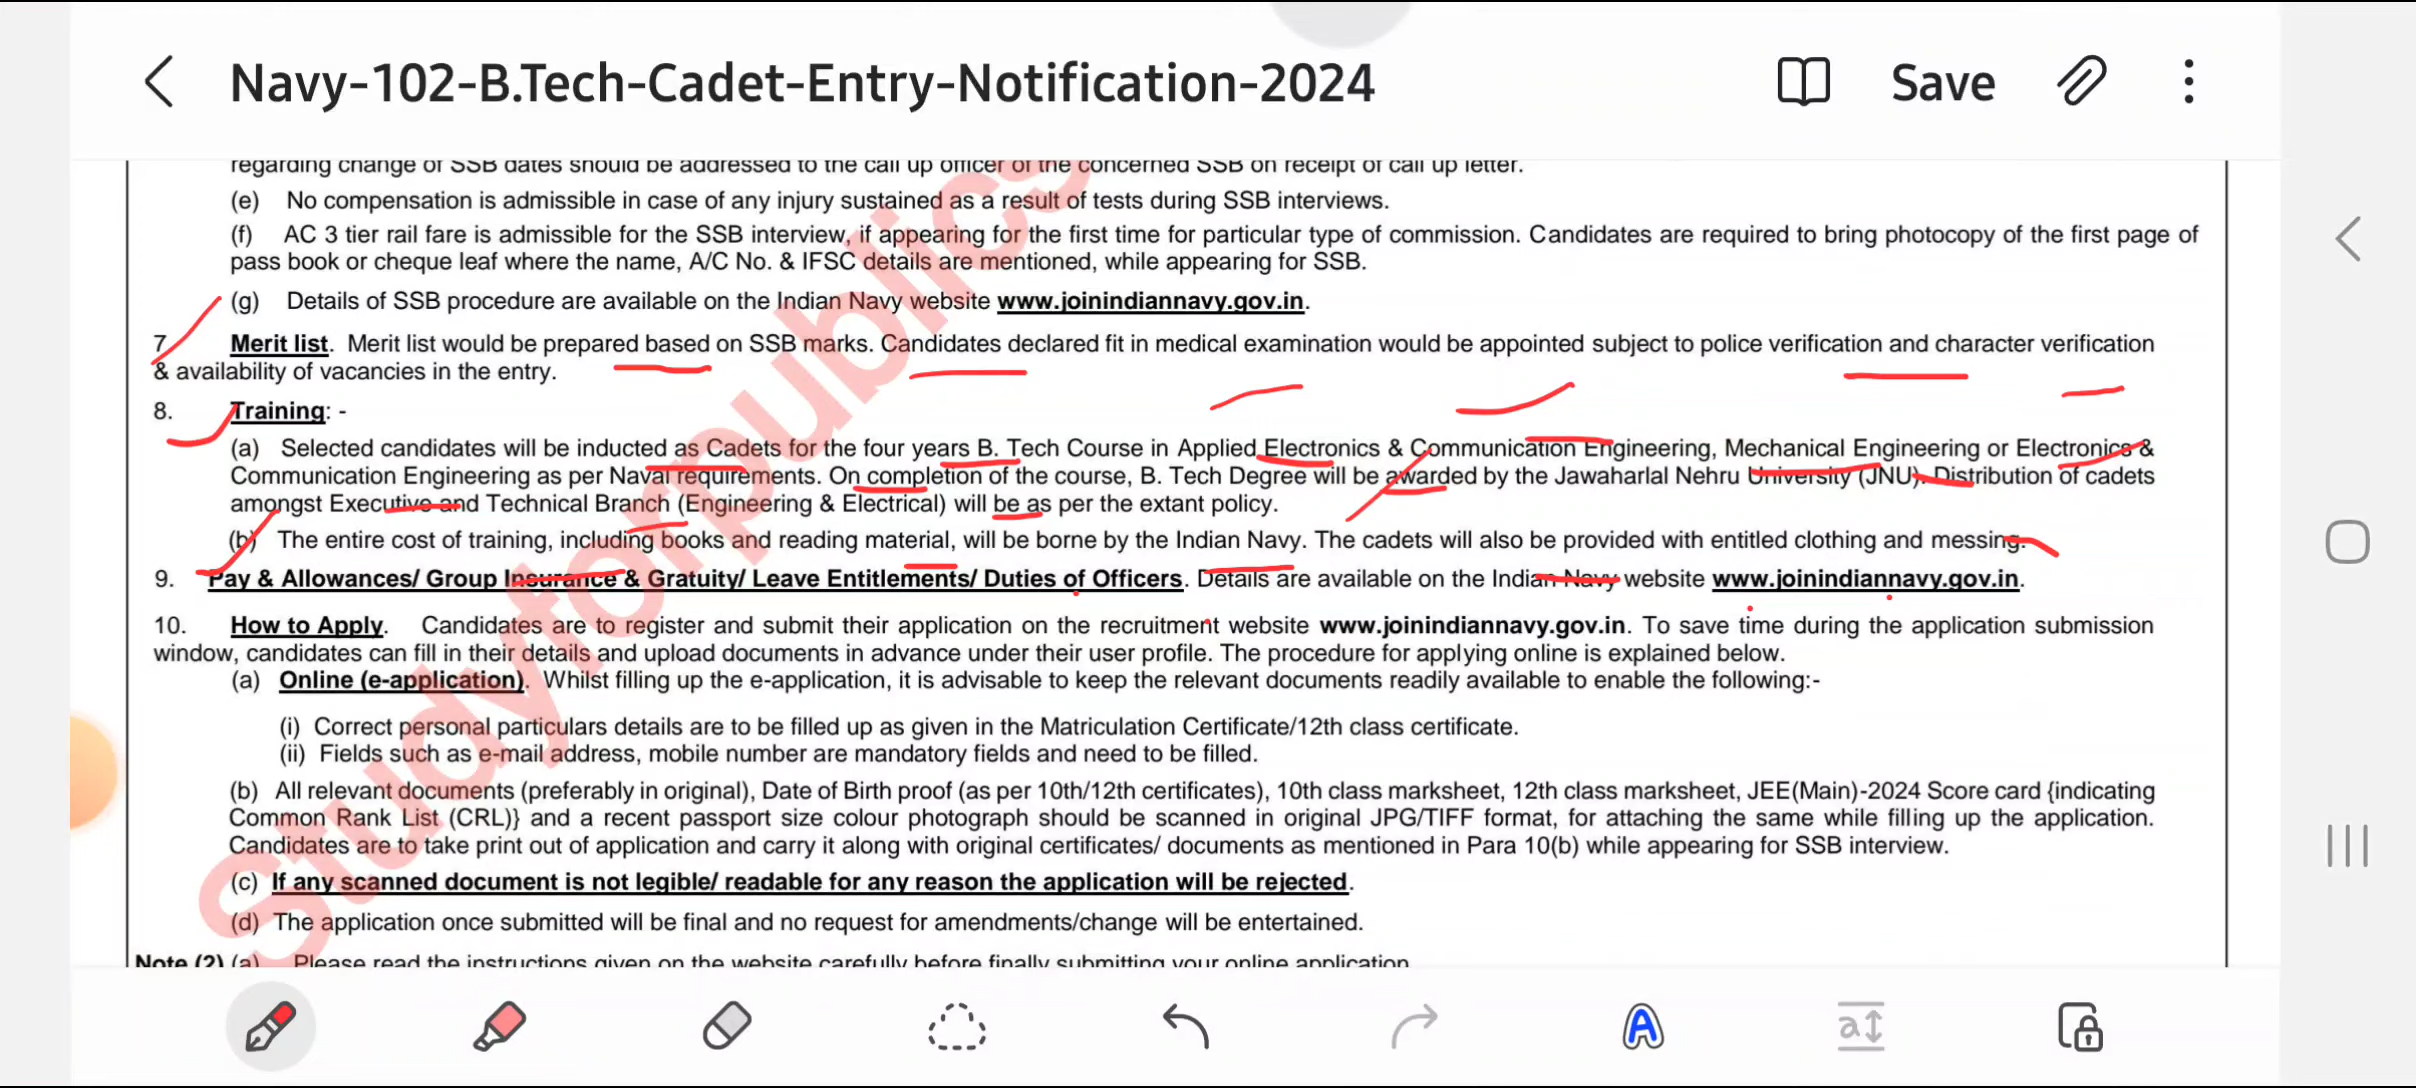 Navy-102-B.Tech-Cadet-Entry-Notification-2024
Save
regarding change of SSB dates should be addressed to the call up officer of the concerned SSB on receipt of call up letter.
(e) No compensation is admissible in case of any injury sustained as a result of tests during SSB interviews.
(f) AC 3 tier rail fare is admissible for the SSB interview, if appearing for the first time for particular type of commission. Candidates are required to bring photocopy of the first page of
pass book or cheque leaf where the name, A/C No. & IFSC details are mentioned, while appearing for SSB.
(g) Details of SSB procedure are available on the Indian Navy website www.joinindiannavy.gov.in.
7 Merit list. Merit list would be prepared based on SSB marks. Candidates declared fit in medical examination would be appointed subject to police verification and character verification
& availability of vacancies in the entry.
8. Training: -
(a) Selected candidates will be inducted as Cadets for the four years B. Tech Course in Applied Electronics & Communication Engineering, Mechanical Engineering or Electronics &
Communication Engineering as per Naval requirements. On completion of the course, B. Tech Degree will be awarded by the Jawaharlal Nehru University (JNU). Distribution of cadets
amongst Executive and Technical Branch (Engineering & Electrical) will be as per the extant policy.
(b) The entire cost of training, including books and reading material, will be borne by the Indian Navy. The cadets will also be provided with entitled clothing and messing.
9. Pay & Allowances/ Group Insurance & Gratuity/ Leave Entitlements/ Duties of Officers. Details are available on the Indian Navy website www.joinindiannavy.gov.in.
10. How to Apply. Candidates are to register and submit their application on the recruitment website www.joinindiannavy.gov.in. To save time during the application submission
window, candidates can fill in their details and upload documents in advance under their user profile. The procedure for applying online is explained below.
(a) Online (e-application). Whilst filling up the e-application, it is advisable to keep the relevant documents readily available to enable the following:-
(i) Correct personal particulars details are to be filled up as given in the Matriculation Certificate/12th class certificate.
(ii) Fields such as e-mail address, mobile number are mandatory fields and need to be filled.
(b) All relevant documents (preferably in original), Date of Birth proof (as per 10th/12th certificates), 10th class marksheet, 12th class marksheet, JEE(Main)-2024 Score card {indicating
Common Rank List (CRL)} and a recent passport size colour photograph should be scanned in original JPG/TIFF format, for attaching the same while filling up the application.
Candidates are to take print out of application and carry it along with original certificates/ documents as mentioned in Para 10(b) while appearing for SSB interview.
(c) If any scanned document is not legible/ readable for any reason the application will be rejected.
(d) The application once submitted will be final and no request for amendments/change will be entertained.
Note (2) (a) Please read the instructions given on the website carefully before finally submitting your online application
Studyforpublics
A
a